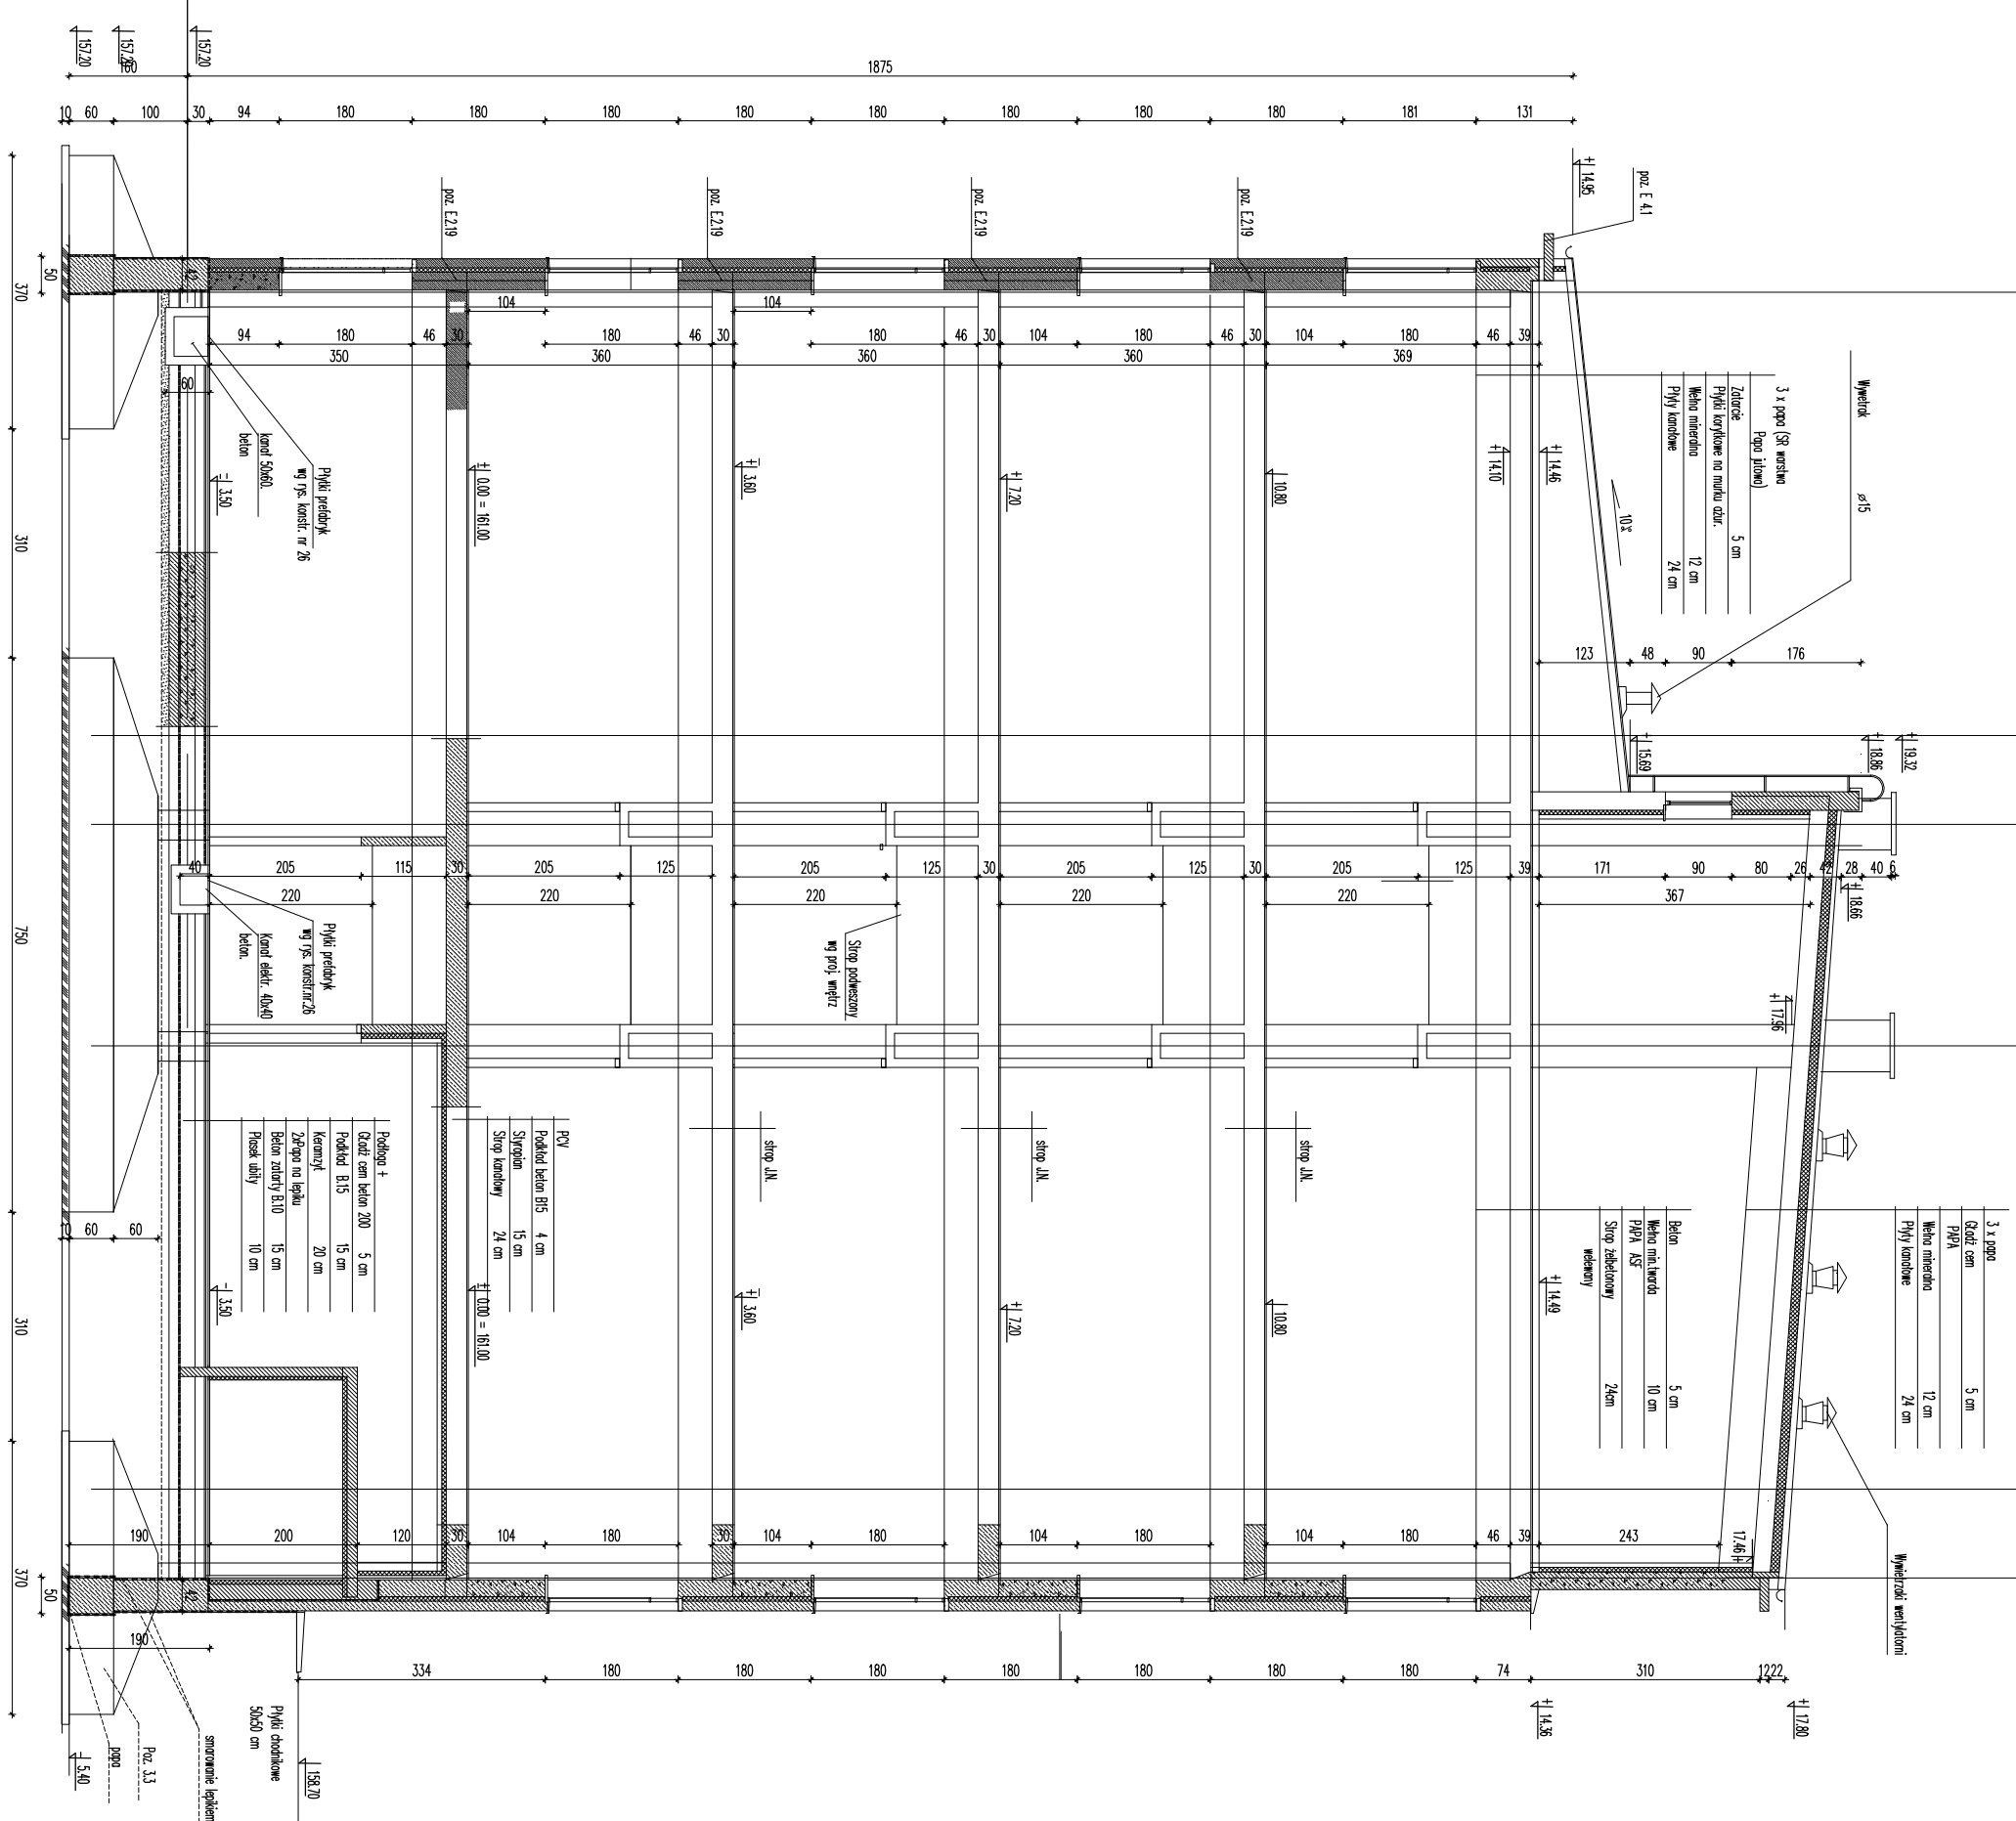 157.20
157.20
157.20
160
1875
10
60
100
30
94
180
180
180
180
180
180
180
180
181
131
+ 14.95
poz. E 4.1
poz. E.2.19
poz. E.2.19
poz. E.2.19
poz. E.2.19
50
370
42
104
104
94
180
46
30
180
46
30
180
46
30
104
180
46
30
104
180
46
39
350
360
360
360
369
60
kanał 50x60.
beton
Płytki prefabryk
wg rys. konstr. nr 26
- 3.50
+ 0.00 = 161.00
+ 3.60
+ 7.20
10.80
+ 14.10
+ 14.46
3 x papa (SR warstwa
Papa jutowa)
Zatarcie 5 cm
Płytki korytkowe na murku ażur.
Wełna mineralna 12 cm
Płyty kanałowe 24 cm
Wywietrak ø15
10%
310
123
48
90
176
+ 15.69
+ 18.86
+ 19.32
40
205
115
30
205
125
205
125
30
205
125
30
205
125
39
171
90
80
26
42
28
40
6
220
220
220
220
220
367
+ 18.66
Płytki prefabryk
wg rys. konstr.nr.26
Kanał elektr. 40x40
beton.
Strop podwieszony
wg proj. wnętrz
750
+ 17.96
Podłoga +
Gładź cem beton 200 5 cm
Podkład B.15 15 cm
Keramzyt 20 cm
2xPapa na lepiku
Beton zatarty B.10 15 cm
Piasek ubity 10 cm
PCV
Podkład beton B15 4 cm
Styropian 15 cm
Strop kanałowy 24 cm
strop J.N.
strop J.N.
strop J.N.
10
60
60
- 3.50
+ 0.00 = 161.00
+ 3.60
+ 7.20
10.80
+ 14.49
Beton 5 cm
Wełna min.twarda 10 cm
PAPA ASF
Strop żelbetonowy 24cm
welewany
3 x papa
Gładź cem 5 cm
PAPA
Wełna mineralna 12 cm
Płyty kanałowe 24 cm
310
190
200
120
30
104
180
30
104
180
104
180
104
180
46
39
243
17.46 +
370
50
42
Wywietrzaki wentylatorni
190
334
180
180
180
180
180
180
180
74
310
12
22
+ 14.36
+ 17.80
Płytki chodnikowe
50x50 cm
158.70
smarowanie lepikiem
Poz. 3.3
papa
- 5.40